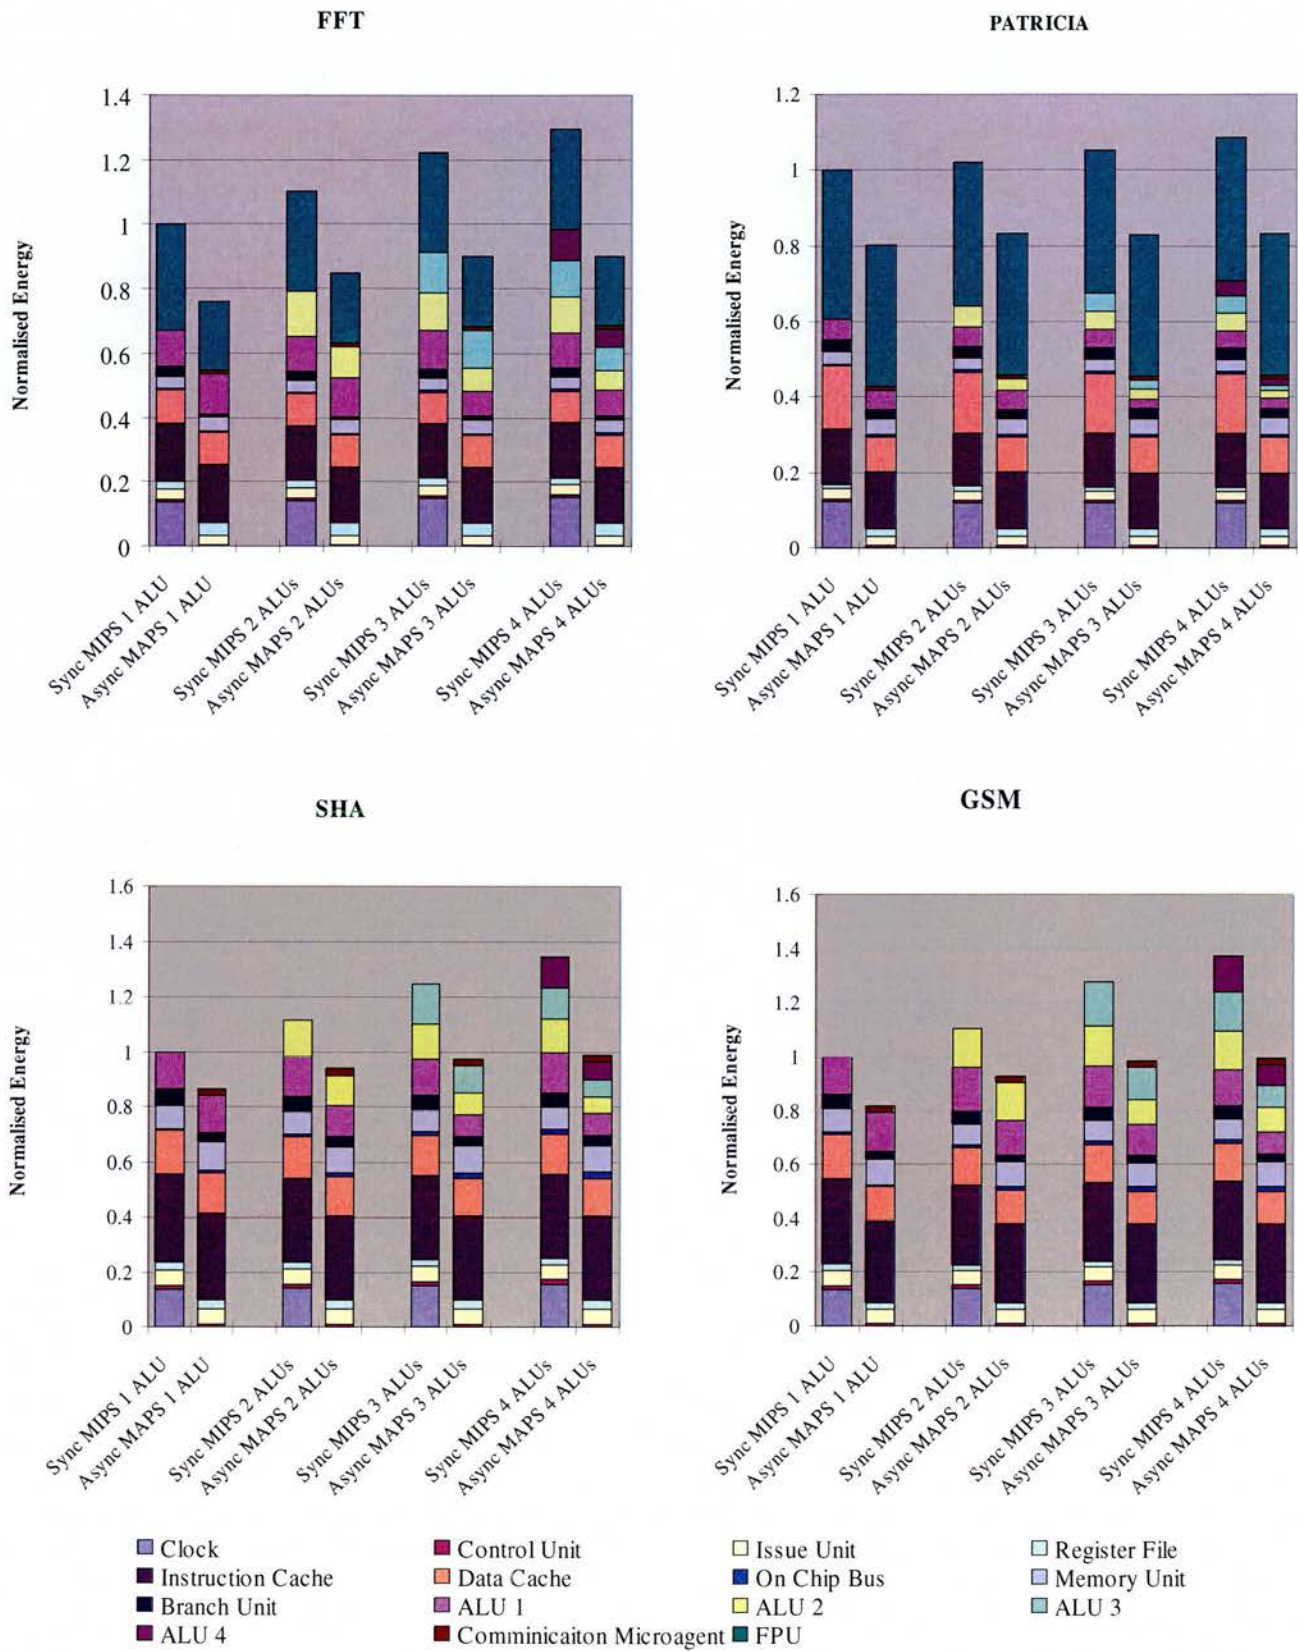 FFT
PATRICIA
Normalised Energy
1.4
1.2
1
0.8
0.6
0.4
0.2
0
Sync MIPS 1 ALU
Async MAPS 1 ALU
Sync MIPS 2 ALUs
Async MAPS 2 ALUs
Sync MIPS 3 ALUs
Async MAPS 3 ALUs
Sync MIPS 4 ALUs
Async MAPS 4 ALUs
Normalised Energy
1.2
1
0.8
0.6
0.4
0.2
0
Sync MIPS 1 ALU
Async MAPS 1 ALU
Sync MIPS 2 ALUs
Async MAPS 2 ALUs
Sync MIPS 3 ALUs
Async MAPS 3 ALUs
Sync MIPS 4 ALUs
Async MAPS 4 ALUs
SHA
GSM
Normalised Energy
1.6
1.4
1.2
1
0.8
0.6
0.4
0.2
0
Sync MIPS 1 ALU
Async MAPS 1 ALU
Sync MIPS 2 ALUs
Async MAPS 2 ALUs
Sync MIPS 3 ALUs
Async MAPS 3 ALUs
Sync MIPS 4 ALUs
Async MAPS 4 ALUs
Normalised Energy
1.6
1.4
1.2
1
0.8
0.6
0.4
0.2
0
Sync MIPS 1 ALU
Async MAPS 1 ALU
Sync MIPS 2 ALUs
Async MAPS 2 ALUs
Sync MIPS 3 ALUs
Async MAPS 3 ALUs
Sync MIPS 4 ALUs
Async MAPS 4 ALUs
Clock Control Unit Issue Unit Register File
Instruction Cache Data Cache On Chip Bus Memory Unit
Branch Unit ALU 1 ALU 2 ALU 3
ALU 4 Comminicaiton Microagent FPU